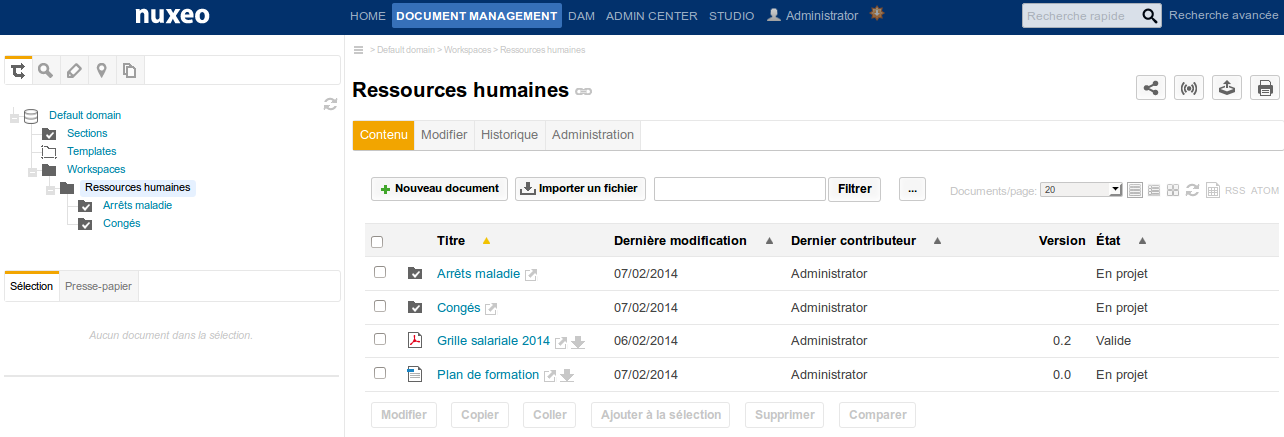 nuxeo HOME DOCUMENT MANAGEMENT DAM ADMIN CENTER STUDIO Administrator Recherche rapide Recherche avancée
> Default domain > Workspaces > Ressources humaines
Ressources humaines
Default domain
Sections
Templates
Workspaces
Ressources humaines
Arrêts maladie
Congés
Sélection Presse-papier
Aucun document dans la sélection.
Contenu Modifier Historique Administration
Nouveau document Importer un fichier Filtrer ... Documents/page: 20 RSS ATOM
Titre Dernière modification Dernier contributeur Version État
Arrêts maladie 07/02/2014 Administrator En projet
Congés 07/02/2014 Administrator En projet
Grille salariale 2014 06/02/2014 Administrator 0.2 Valide
Plan de formation 07/02/2014 Administrator 0.0 En projet
Modifier Copier Coller Ajouter à la sélection Supprimer Comparer